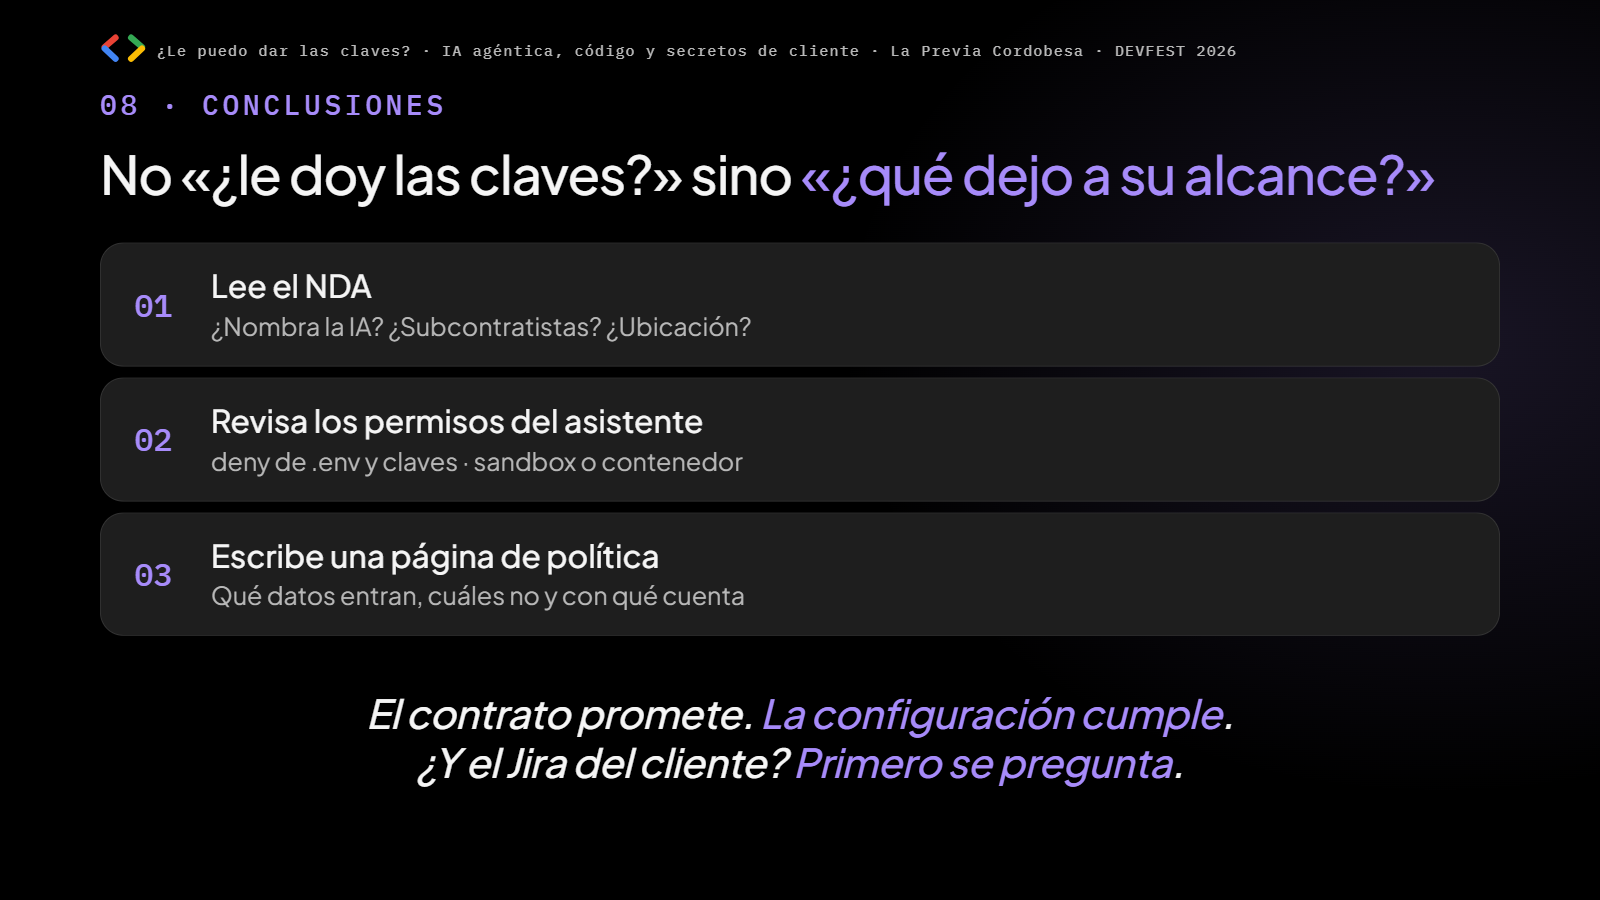 ¿Le puedo dar las claves? · IA agéntica, código y secretos de cliente · La Previa Cordobesa · DEVFEST 2026
08 · CONCLUSIONES
No «¿le doy las claves?» sino «¿qué dejo a su alcance?»
01
Lee el NDA
¿Nombra la IA? ¿Subcontratistas? ¿Ubicación?
02
Revisa los permisos del asistente
deny de .env y claves · sandbox o contenedor
03
Escribe una página de política
Qué datos entran, cuáles no y con qué cuenta
El contrato promete. La configuración cumple.
¿Y el Jira del cliente? Primero se pregunta.